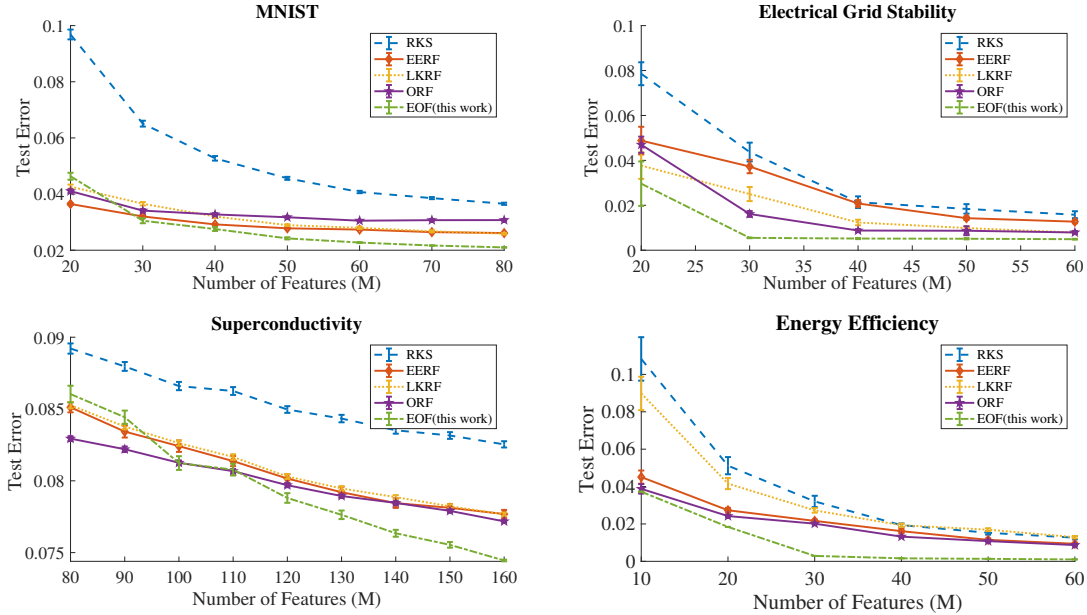 MNIST
0.1
0.08
0.06
0.04
0.02
Test Error
20 30 40 50 60 70 80
Number of Features (M)
RKS
EERF
LKRF
ORF
EOF(this work)
Electrical Grid Stability
0.1
0.08
0.06
0.04
0.02
0
Test Error
20 25 30 35 40 45 50 55 60
Number of Features (M)
RKS
EERF
LKRF
ORF
EOF(this work)
Superconductivity
0.09
0.085
0.08
0.075
Test Error
80 90 100 110 120 130 140 150 160
Number of Features (M)
RKS
EERF
LKRF
ORF
EOF(this work)
Energy Efficiency
0.1
0.08
0.06
0.04
0.02
0
Test Error
10 20 30 40 50 60
Number of Features (M)
RKS
EERF
LKRF
ORF
EOF(this work)